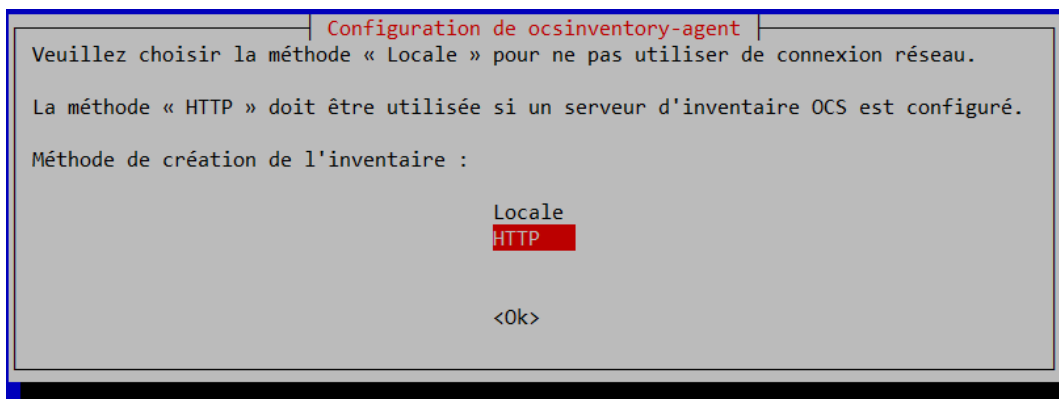 Configuration de ocsinventory-agent
Veuillez choisir la méthode « Locale » pour ne pas utiliser de connexion réseau.
La méthode « HTTP » doit être utilisée si un serveur d'inventaire OCS est configuré.
Méthode de création de l'inventaire :
Locale
HTTP
<Ok>